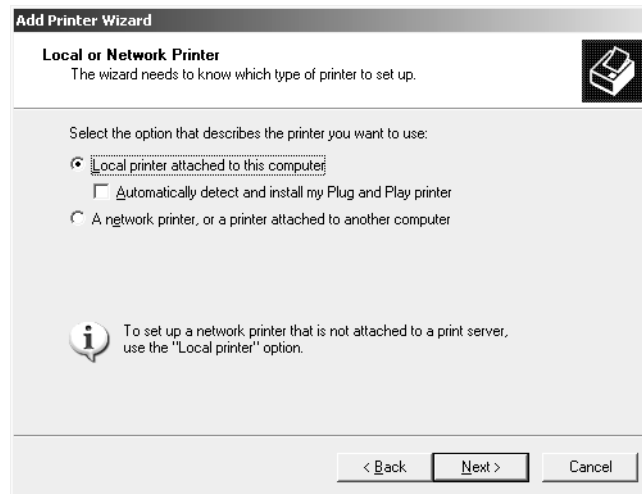 Add Printer Wizard
Local or Network Printer
The wizard needs to know which type of printer to set up.
Select the option that describes the printer you want to use:
Local printer attached to this computer
Automatically detect and install my Plug and Play printer
A network printer, or a printer attached to another computer
To set up a network printer that is not attached to a print server,
use the "Local printer" option.
< Back Next > Cancel